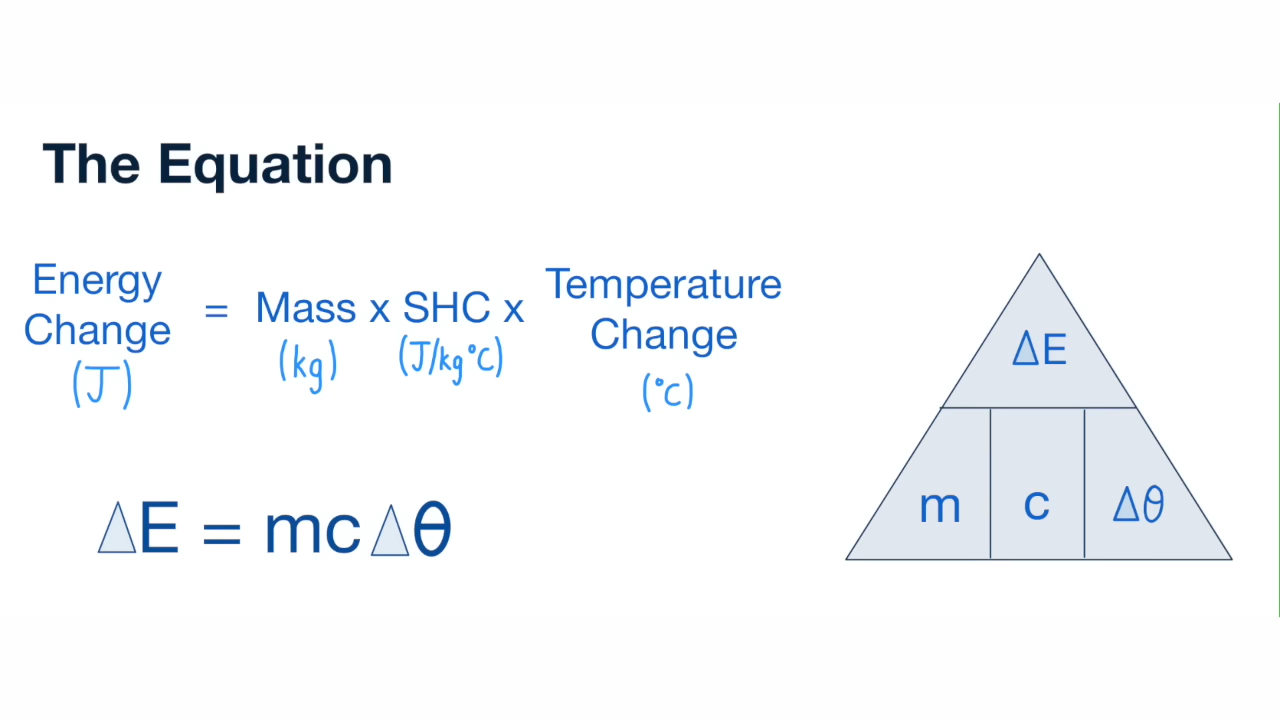 The Equation
Energy Change = Mass x SHC x Temperature Change
(J) (kg) (J/kg°C) (°C)
ΔE = mcΔθ
ΔE
m c Δθ